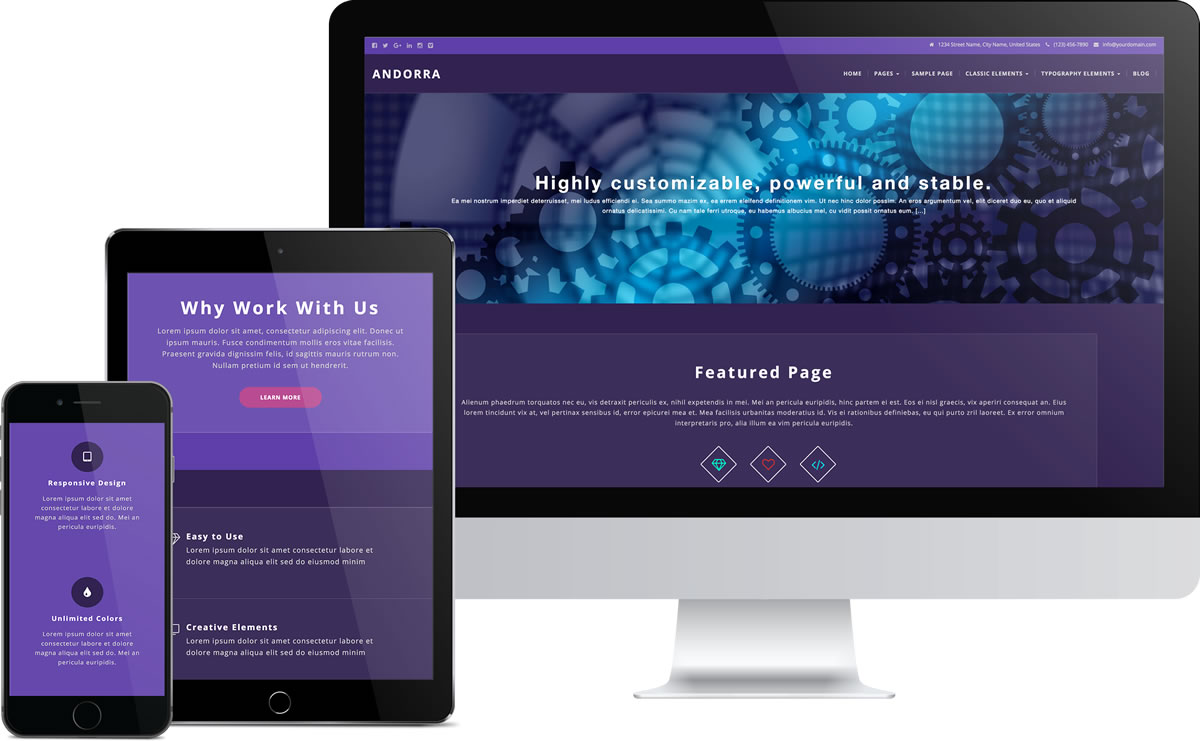 1234 Street Name, City Name, United States (123) 456-7890 info@yourdomain.com
ANDORRA
HOME PAGES SAMPLE PAGE CLASSIC ELEMENTS TYPOGRAPHY ELEMENTS BLOG
Highly customizable, powerful and stable.
Ea mei nostrum imperdiet deterruisset, mei ludus efficiendi ei. Sea summo mazim ex, ea errem eleifend definitionem vim. Ut nec hinc dolor possim. An eros argumentum vel, elit diceret duo eu, quo et aliquid
ornatus delicatissimi. Cu nam tale ferri utroque, eu habemus albucius mel, cu vidit possit ornatus eum. [...]
Featured Page
Alienum phaedrum torquatos nec eu, vis detraxit periculis ex, nihil expetendis in mei. Mei an pericula euripidis, hinc partem ei est. Eos ei nisl graecis, vix aperiri consequat an. Eius
lorem tincidunt vix at, vel pertinax sensibus id, error epicurei mea et. Mea facilisis urbanitas moderatius id. Vis ei rationibus definiebas, eu qui purto zril laoreet. Ex error omnium
interpretaris pro, alia illum ea vim pericula euripidis.
Why Work With Us
Lorem ipsum dolor sit amet, consectetur adipiscing elit. Donec ut
ipsum mauris. Fusce condimentum mollis eros vitae facilisis.
Praesent gravida dignissim felis, id sagittis mauris rutrum non.
Nullam pretium id sem ut hendrerit.
LEARN MORE
Easy to Use
Lorem ipsum dolor sit amet consectetur labore et
dolore magna aliqua elit sed do eiusmod minim
Creative Elements
Lorem ipsum dolor sit amet consectetur labore et
dolore magna aliqua elit sed do eiusmod minim
Responsive Design
Lorem ipsum dolor sit amet
consectetur labore et dolore
magna aliqua elit sed do. Mei an
pericula euripidis.
Unlimited Colors
Lorem ipsum dolor sit amet
consectetur labore et dolore
magna aliqua elit sed do. Mei an
pericula euripidis.